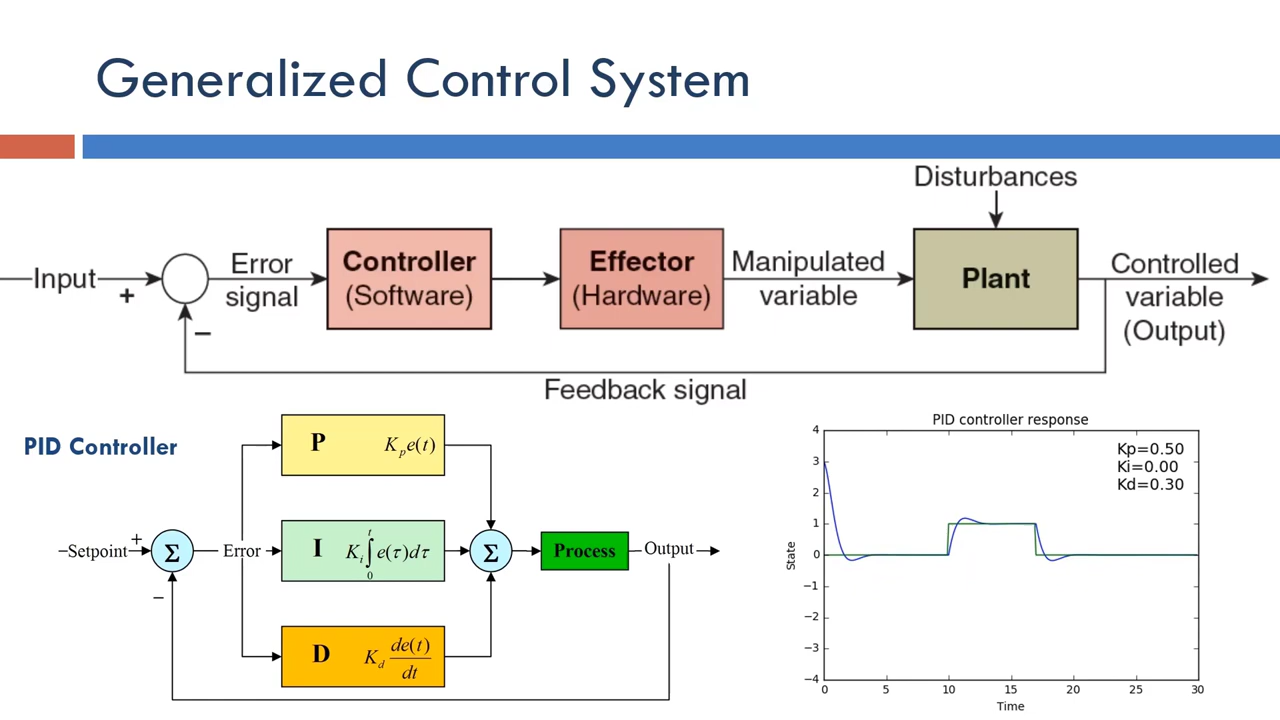 Generalized Control System
Disturbances
Input
+
−
Error
signal
Controller
(Software)
Effector
(Hardware)
Manipulated
variable
Plant
Controlled
variable
(Output)
Feedback signal
PID Controller
P K_p e(t)
I K_i ∫_0^t e(τ)dτ
D K_d de(t)/dt
−Setpoint
+
−
Σ
Error
Σ
Process
Output
PID controller response
Kp=0.50
Ki=0.00
Kd=0.30
State
4
3
2
1
0
−1
−2
−3
−4
0 5 10 15 20 25 30
Time